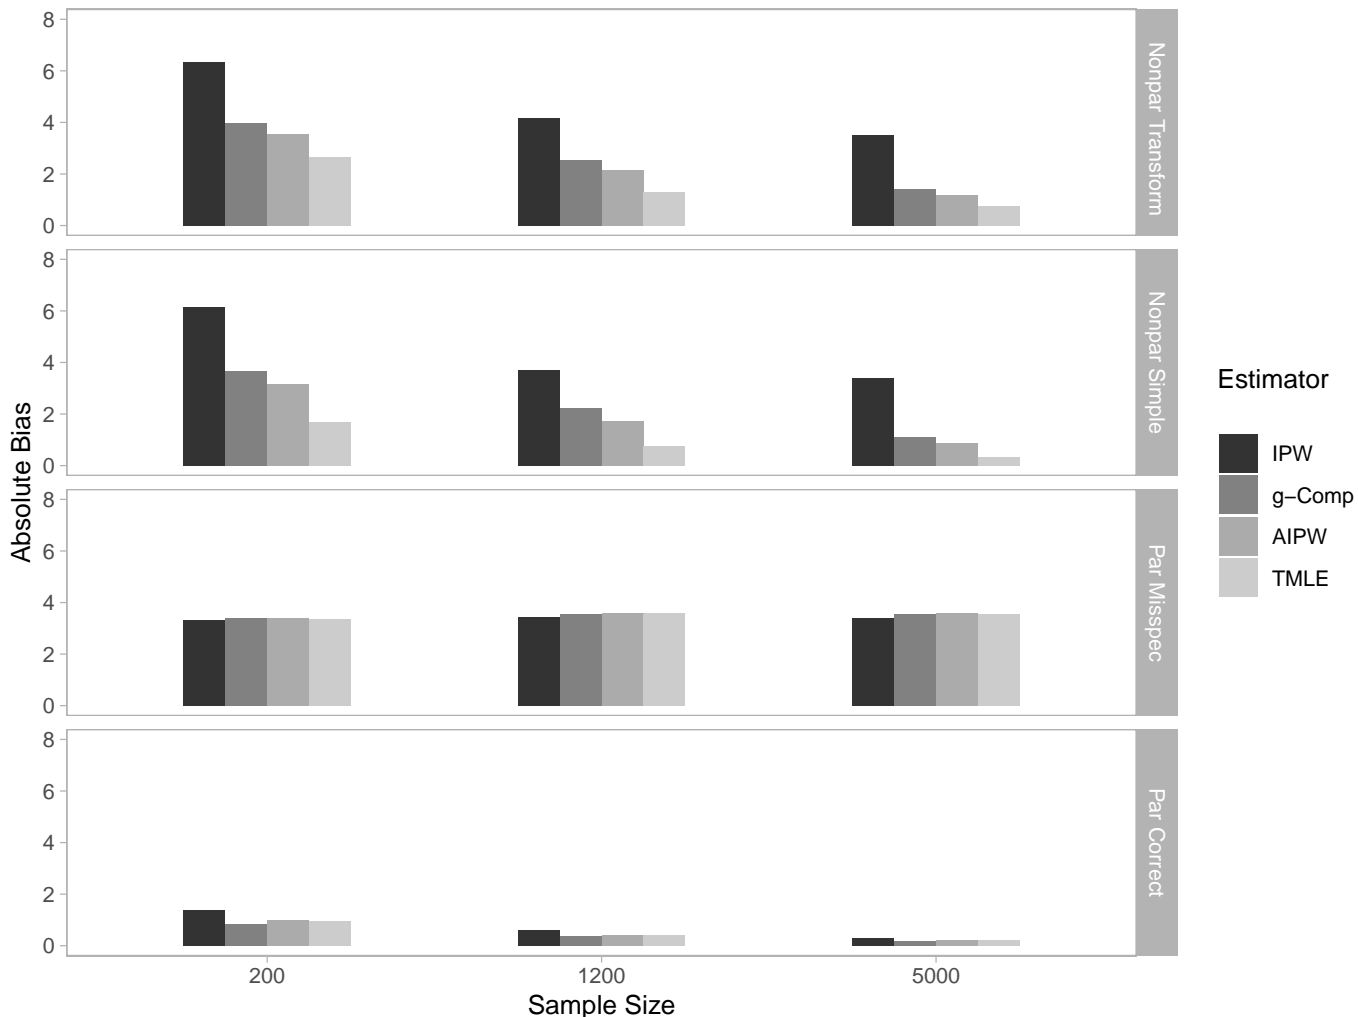 8
6
4
2
0
Nonpar Transform
8
6
4
2
0
Nonpar Simple
8
6
4
2
0
Par Misspec
8
6
4
2
0
Par Correct
200
1200
5000
Sample Size
Absolute Bias
Estimator
IPW
g−Comp
AIPW
TMLE